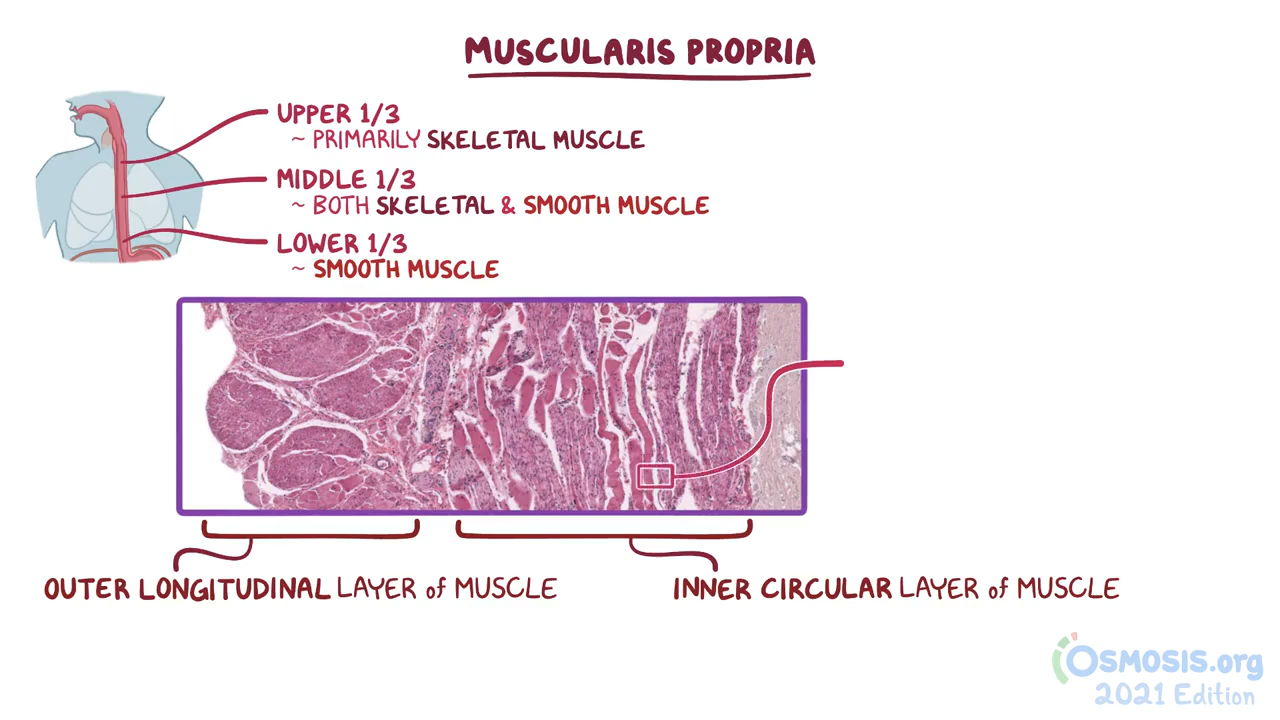 MUSCULARIS PROPRIA
UPPER 1/3
~ PRIMARILY SKELETAL MUSCLE
MIDDLE 1/3
~ BOTH SKELETAL & SMOOTH MUSCLE
LOWER 1/3
~ SMOOTH MUSCLE
OUTER LONGITUDINAL LAYER of MUSCLE
INNER CIRCULAR LAYER of MUSCLE
OSMOSIS.org
2021 Edition